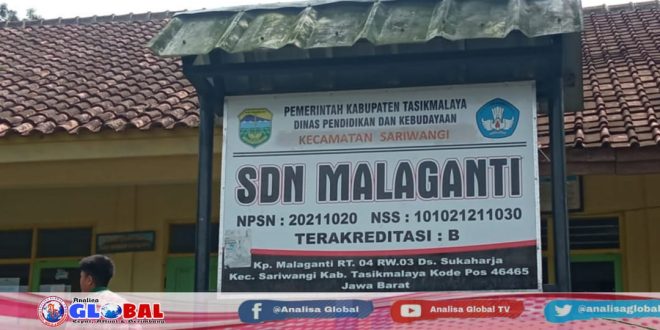 Analisa
GLOBAL
PEMERINTAH KABUPATEN TASIKMALAYA
DINAS PENDIDIKAN DAN KEBUDAYAAN
KECAMATAN SARIWANGI
SDN MALAGANTI
NPSN : 20211020 NSS : 101021211030
TERAKREDITASI : B
Kp. Malaganti RT. 04 RW.03 Ds. Sukaharja
Kec. Sariwangi Kab. Tasikmalaya Kode Pos 46465
Jawa Barat
Analisa
GLOBAL
@Analisa Global
Analisa Global TV
@analisaglobal